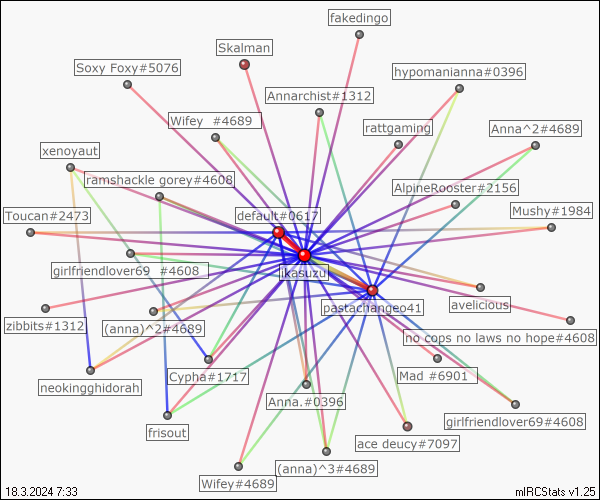 fakedingo
Skalman
Soxy Foxy#5076
hypomanianna#0396
Annarchist#1312
Wifey #4689
rattgaming
Anna^2#4689
xenoyaut
ramshackle gorey#4608
AlpineRooster#2156
Toucan#2473
default#0617
Mushy#1984
girlfriendlover69 #4608
ikasuzu
avelicious
pastachangeo41
zibbits#1312
(anna)^2#4689
no cops no laws no hope#4608
Cypha#1717
Mad #6901
neokingghidorah
Anna.#0396
girlfriendlover69#4608
frisout
ace deucy#7097
(anna)^3#4689
Wifey#4689
18.3.2024 7:33
mIRCStats v1.25